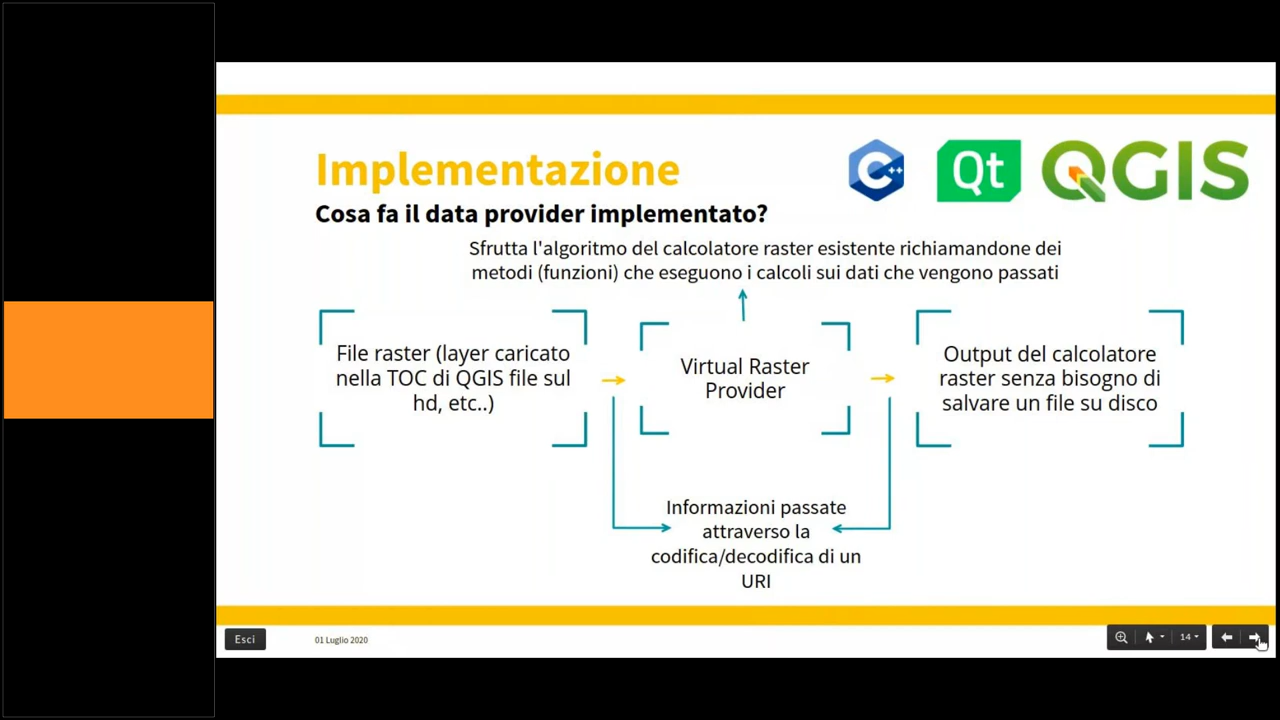 Implementazione
C++
Qt
QGIS
Cosa fa il data provider implementato?
Sfrutta l'algoritmo del calcolatore raster esistente richiamandone dei
metodi (funzioni) che eseguono i calcoli sui dati che vengono passati
File raster (layer caricato
nella TOC di QGIS file sul
hd, etc..)
Virtual Raster
Provider
Output del calcolatore
raster senza bisogno di
salvare un file su disco
Informazioni passate
attraverso la
codifica/decodifica di un
URI
Esci
01 Luglio 2020
14